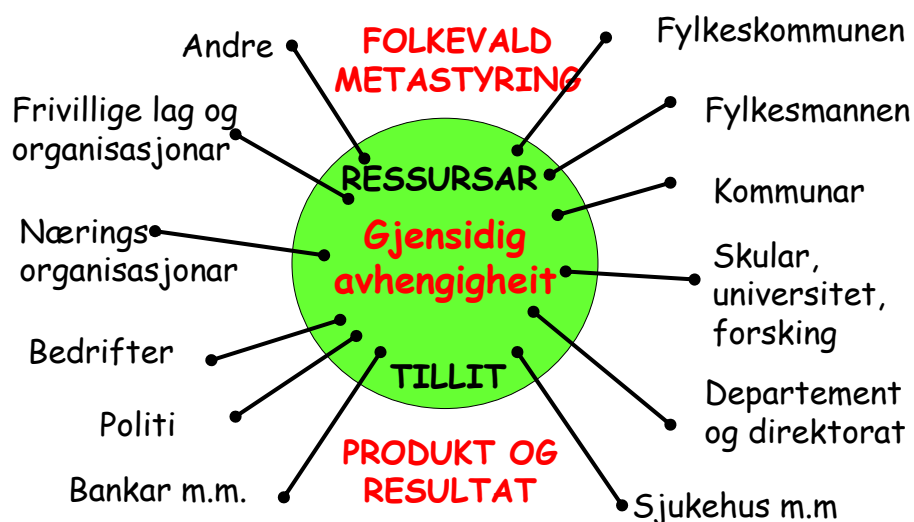 Andre
FOLKEVALD
METASTYRING
Fylkeskommunen
Frivillige lag og
organisasjonar
Fylkesmannen
RESSURSAR
Kommunar
Nærings
organisasjonar
Gjensidig
avhengigheit
Skular,
universitet,
forsking
Bedrifter
TILLIT
Departement
og direktorat
Politi
PRODUKT OG
RESULTAT
Bankar m.m.
Sjukehus m.m